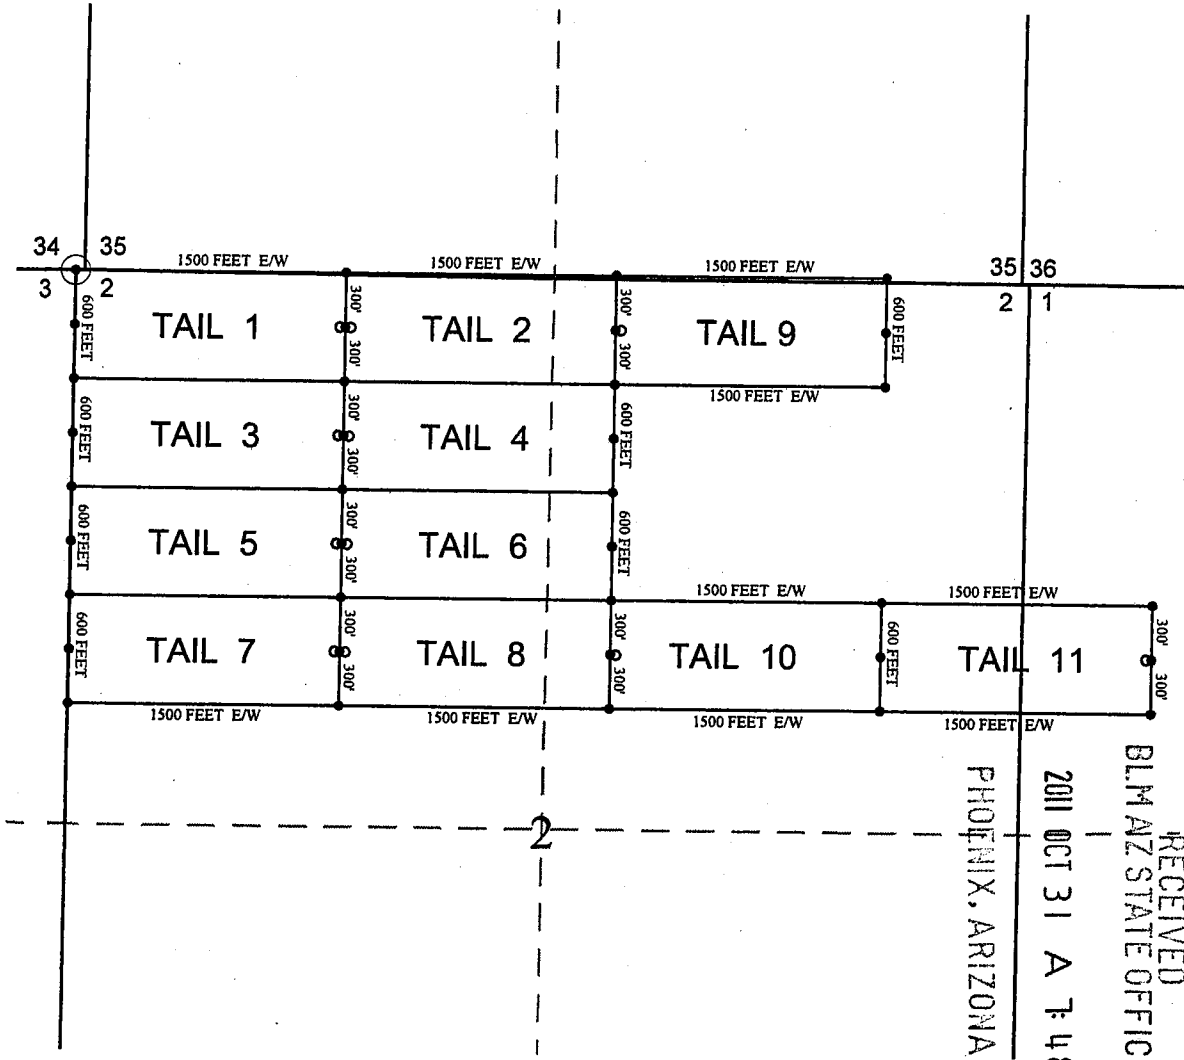 34 35
3 2
35 36
2 1
1500 FEET E/W
1500 FEET E/W
1500 FEET E/W
600 FEET
TAIL 1
300'
300'
TAIL 2
300'
300'
TAIL 9
600 FEET
1500 FEET E/W
600 FEET
TAIL 3
300'
300'
TAIL 4
600 FEET
600 FEET
TAIL 5
300'
300'
TAIL 6
600 FEET
1500 FEET E/W
1500 FEET E/W
600 FEET
TAIL 7
300'
300'
TAIL 8
300'
300'
TAIL 10
600 FEET
TAIL 11
300'
300'
1500 FEET E/W
1500 FEET E/W
1500 FEET E/W
1500 FEET E/W
2
RECEIVED
BLM AZ STATE OFFIC
2011 OCT 31 A 7:48
PHOENIX, ARIZONA